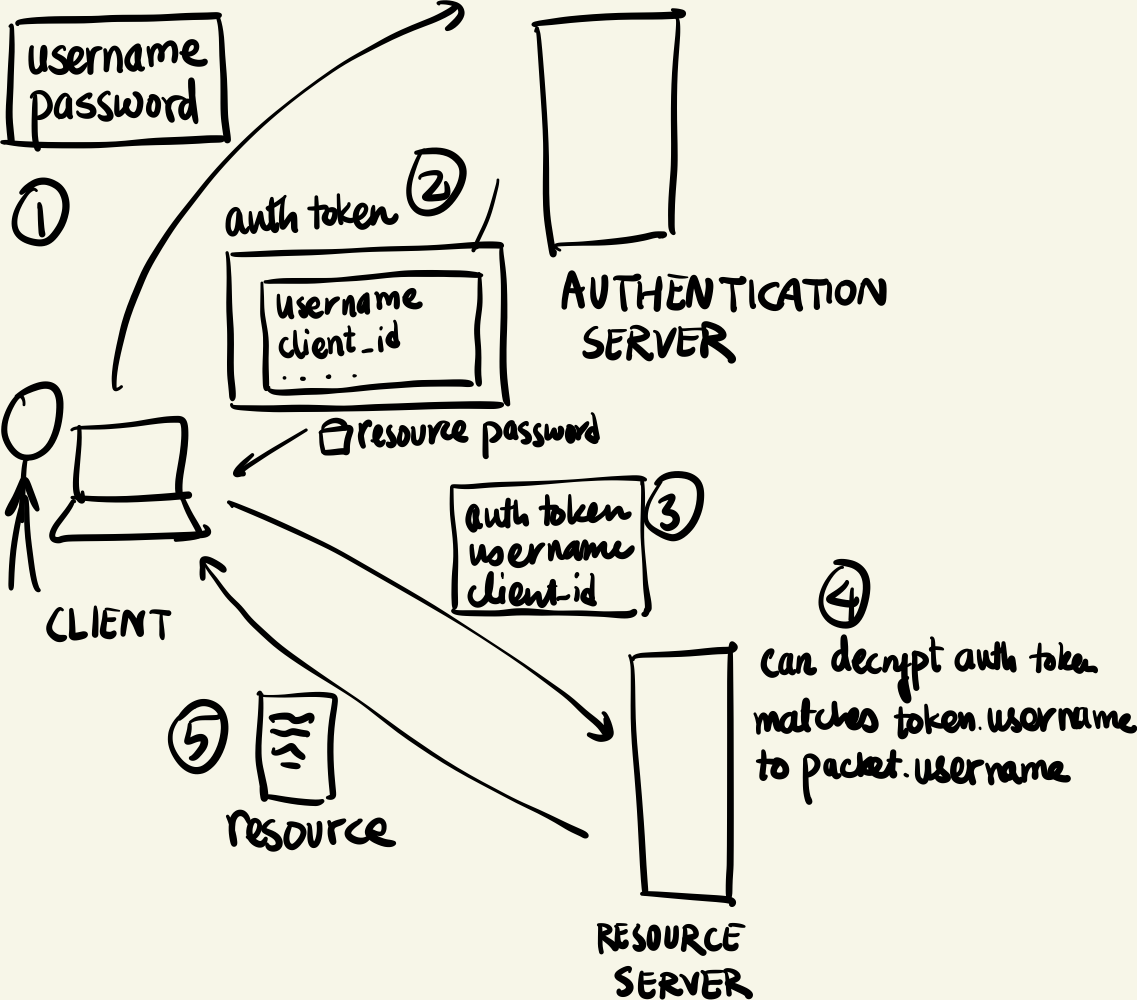 username
password
1
2
auth token
username
client_id
. . . .
AUTHENTICATION
SERVER
resource password
3
auth token
username
client_id
CLIENT
4
can decrypt auth token
matches token.username
to packet.username
5
resource
RESOURCE
SERVER